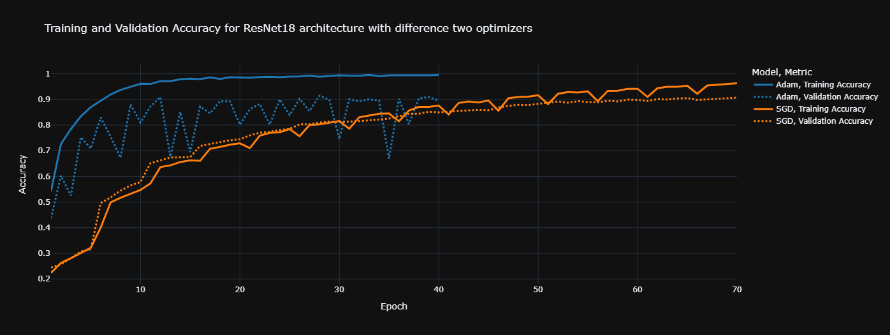 Training and Validation Accuracy for ResNet18 architecture with difference two optimizers
Model, Metric
Adam, Training Accuracy
Adam, Validation Accuracy
SGD, Training Accuracy
SGD, Validation Accuracy
Accuracy
1
0.9
0.8
0.7
0.6
0.5
0.4
0.3
0.2
10
20
30
40
50
60
70
Epoch